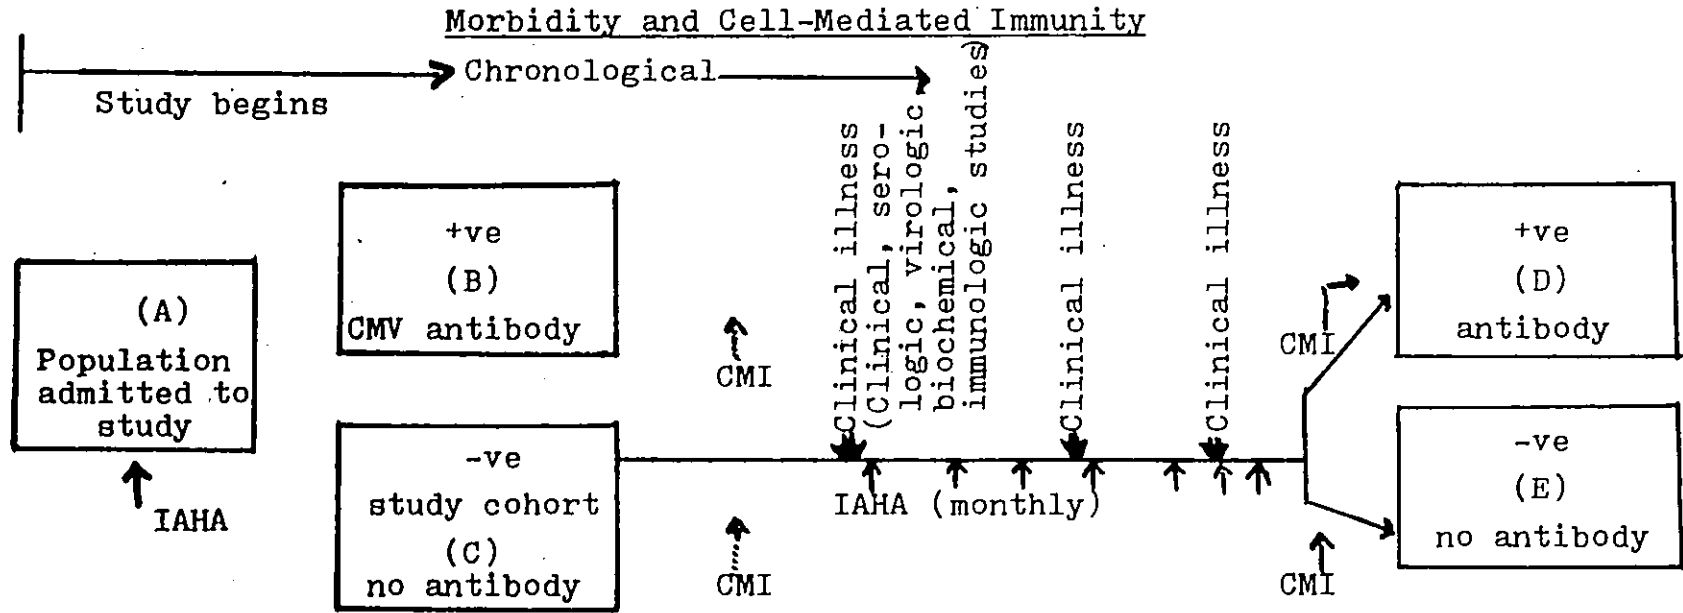 Morbidity and Cell-Mediated Immunity
Chronological
Study begins
(A)
Population
admitted to
study
IAHA
+ve
(B)
CMV antibody
-ve
study cohort
(C)
no antibody
CMI
CMI
Clinical illness
(Clinical, sero-
logic, virologic,
biochemical,
immunologic studies)
Clinical illness
Clinical illness
IAHA (monthly)
CMI
CMI
+ve
(D)
antibody
-ve
(E)
no antibody